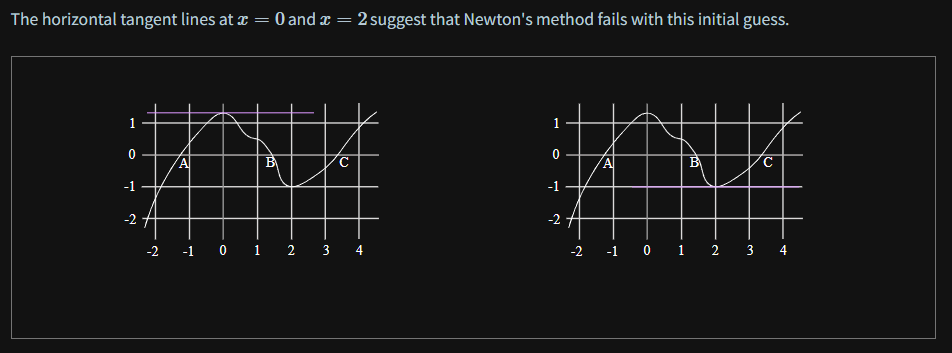 The horizontal tangent lines at x = 0 and x = 2 suggest that Newton's method fails with this initial guess.
1
0
-1
-2
A
B
C
-2 -1 0 1 2 3 4
1
0
-1
-2
A
B
C
-2 -1 0 1 2 3 4